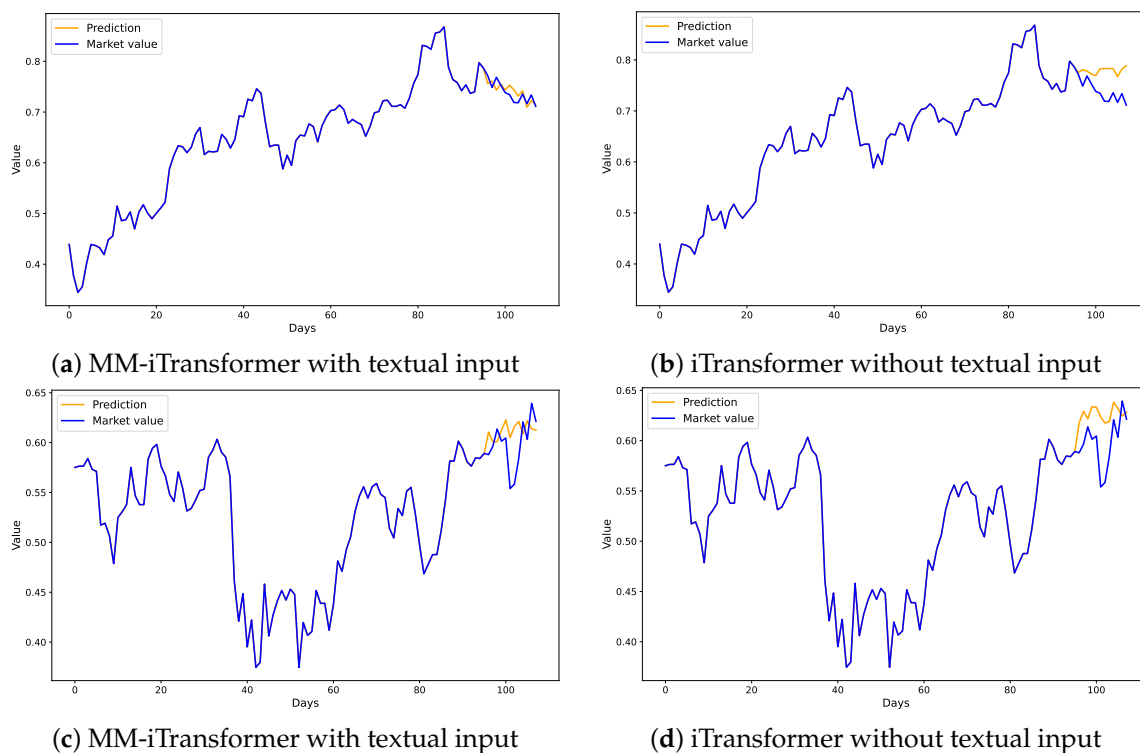 Prediction
Market value
0.8
0.7
0.6
0.5
0.4
Value
0 20 40 60 80 100
Days
(a) MM-iTransformer with textual input
Prediction
Market value
0.8
0.7
0.6
0.5
0.4
Value
0 20 40 60 80 100
Days
(b) iTransformer without textual input
Prediction
Market value
0.65
0.60
0.55
0.50
0.45
0.40
Value
0 20 40 60 80 100
Days
(c) MM-iTransformer with textual input
Prediction
Market value
0.65
0.60
0.55
0.50
0.45
0.40
Value
0 20 40 60 80 100
Days
(d) iTransformer without textual input